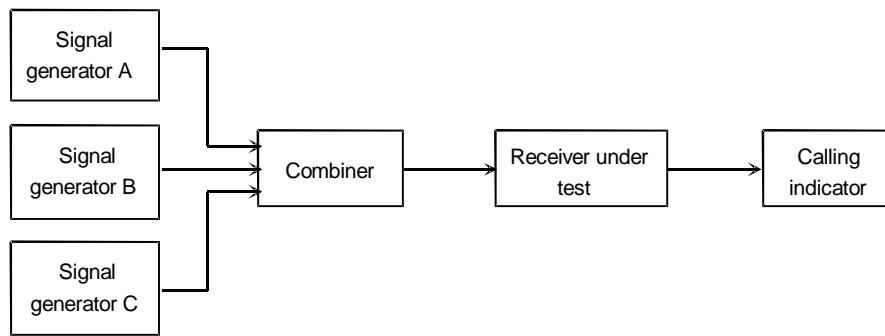 Signal
generator A
Signal
generator B
Signal
generator C
Combiner
Receiver under
test
Calling
indicator